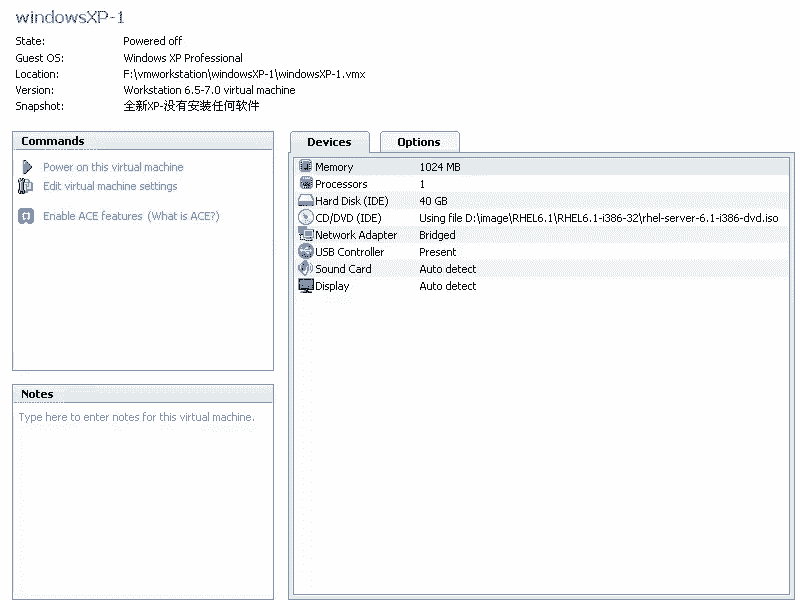 windowsXP-1
State: Powered off
Guest OS: Windows XP Professional
Location: F:\vmworkstation\windowsXP-1\windowsXP-1.vmx
Version: Workstation 6.5-7.0 virtual machine
Snapshot: 全新XP-没有安装任何软件
Commands
Power on this virtual machine
Edit virtual machine settings
Enable ACE features (What is ACE?)
Notes
Type here to enter notes for this virtual machine.
Devices Options
Memory 1024 MB
Processors 1
Hard Disk (IDE) 40 GB
CD/DVD (IDE) Using file D:\image\RHEL6.1\RHEL6.1-i386-32\rhel-server-6.1-i386-dvd.iso
Network Adapter Bridged
USB Controller Present
Sound Card Auto detect
Display Auto detect